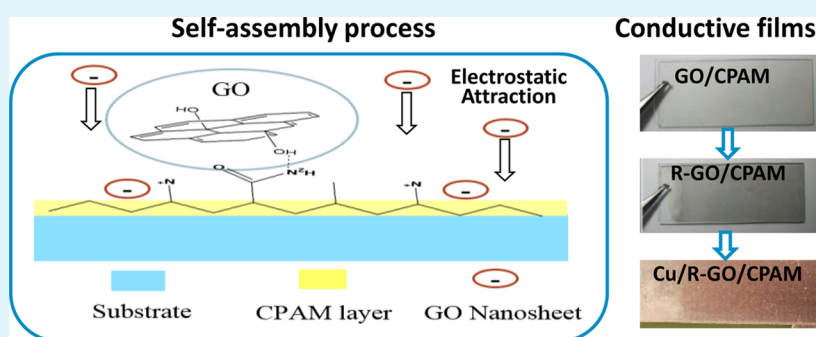 Self-assembly process
Conductive films
GO
HO
OH
O
N²H
+N
+N
-
-
-
-
-
Electrostatic
Attraction
GO/CPAM
R-GO/CPAM
Cu/R-GO/CPAM
-
Substrate
CPAM layer
GO Nanosheet